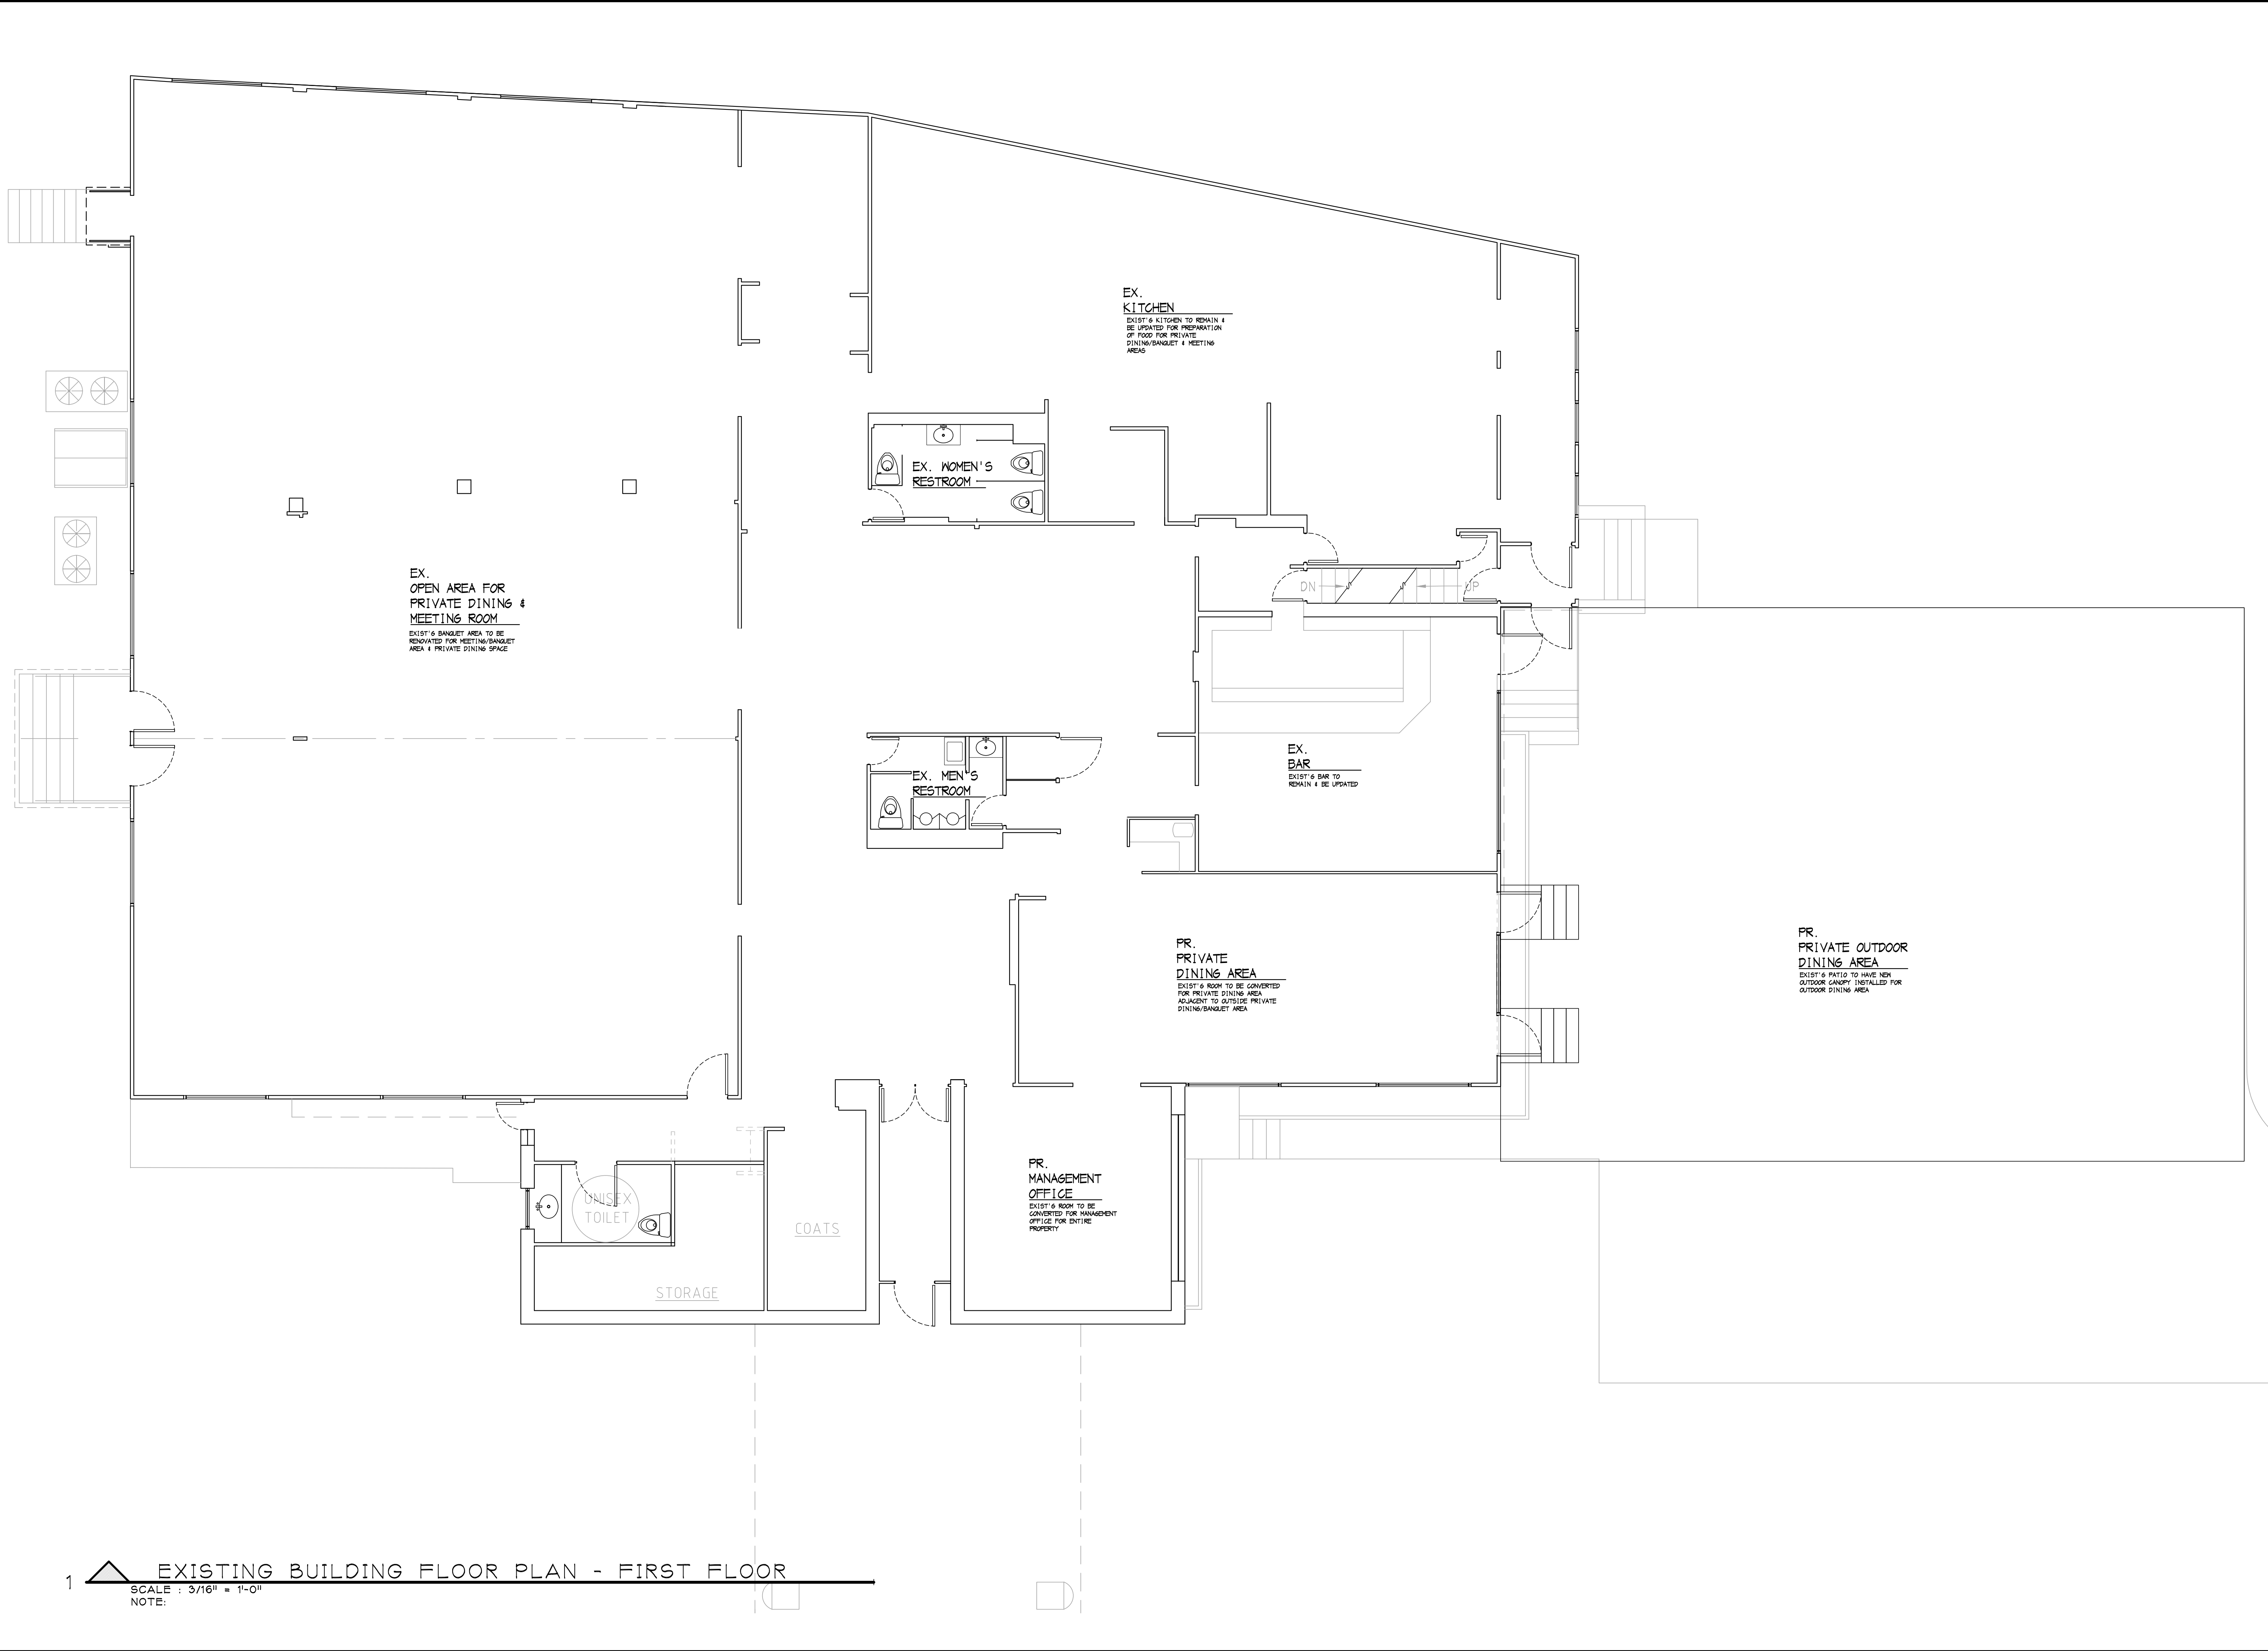 EX.
KITCHEN
EXIST'G KITCHEN TO REMAIN &
BE UPDATED FOR PREPARATION
OF FOOD FOR PRIVATE
DINING/BANQUET & MEETING
AREAS
EX. WOMEN'S
RESTROOM
EX.
OPEN AREA FOR
PRIVATE DINING &
MEETING ROOM
EXIST'G BANQUET AREA TO BE
RENOVATED FOR MEETING/BANQUET
AREA & PRIVATE DINING SPACE
DN
UP
EX.
BAR
EXIST'G BAR TO
REMAIN & BE UPDATED
EX. MEN'S
RESTROOM
PR.
PRIVATE
DINING AREA
EXIST'G ROOM TO BE CONVERTED
FOR PRIVATE DINING AREA
ADJACENT TO OUTSIDE PRIVATE
DINING/BANQUET AREA
PR.
PRIVATE OUTDOOR
DINING AREA
EXIST'G PATIO TO HAVE NEW
OUTDOOR CANOPY INSTALLED FOR
OUTDOOR DINING AREA
PR.
MANAGEMENT
OFFICE
EXIST'G ROOM TO BE
CONVERTED FOR MANAGEMENT
OFFICE FOR ENTIRE
PROPERTY
UNISEX
TOILET
COATS
STORAGE
1
EXISTING BUILDING FLOOR PLAN - FIRST FLOOR
SCALE : 3/16" = 1'-0"
NOTE: